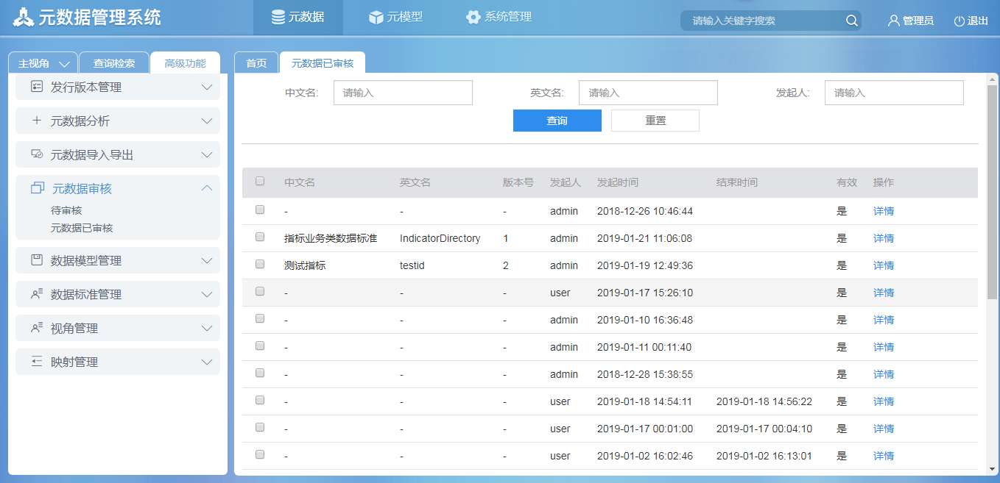 元数据管理系统
元数据
元模型
系统管理
请输入关键字搜索
管理员
退出
主视角
查询检索
高级功能
首页
元数据已审核
发行版本管理
元数据分析
元数据导入导出
元数据审核
待审核
元数据已审核
数据模型管理
数据标准管理
视角管理
映射管理
中文名: 请输入 英文名: 请输入 发起人: 请输入
查询 重置
中文名 英文名 版本号 发起人 发起时间 结束时间 有效 操作
- - - admin 2018-12-26 10:46:44 是 详情
指标业务类数据标准 IndicatorDirectory 1 admin 2019-01-21 11:06:08 是 详情
测试指标 testid 2 admin 2019-01-19 12:49:36 是 详情
- - - user 2019-01-17 15:26:10 是 详情
- - - admin 2019-01-10 16:36:48 是 详情
- - - admin 2019-01-11 00:11:40 是 详情
- - - admin 2018-12-28 15:38:55 是 详情
- - - user 2019-01-18 14:54:11 2019-01-18 14:56:22 是 详情
- - - user 2019-01-17 00:01:00 2019-01-17 00:04:10 是 详情
- - - user 2019-01-02 16:02:46 2019-01-02 16:13:01 是 详情